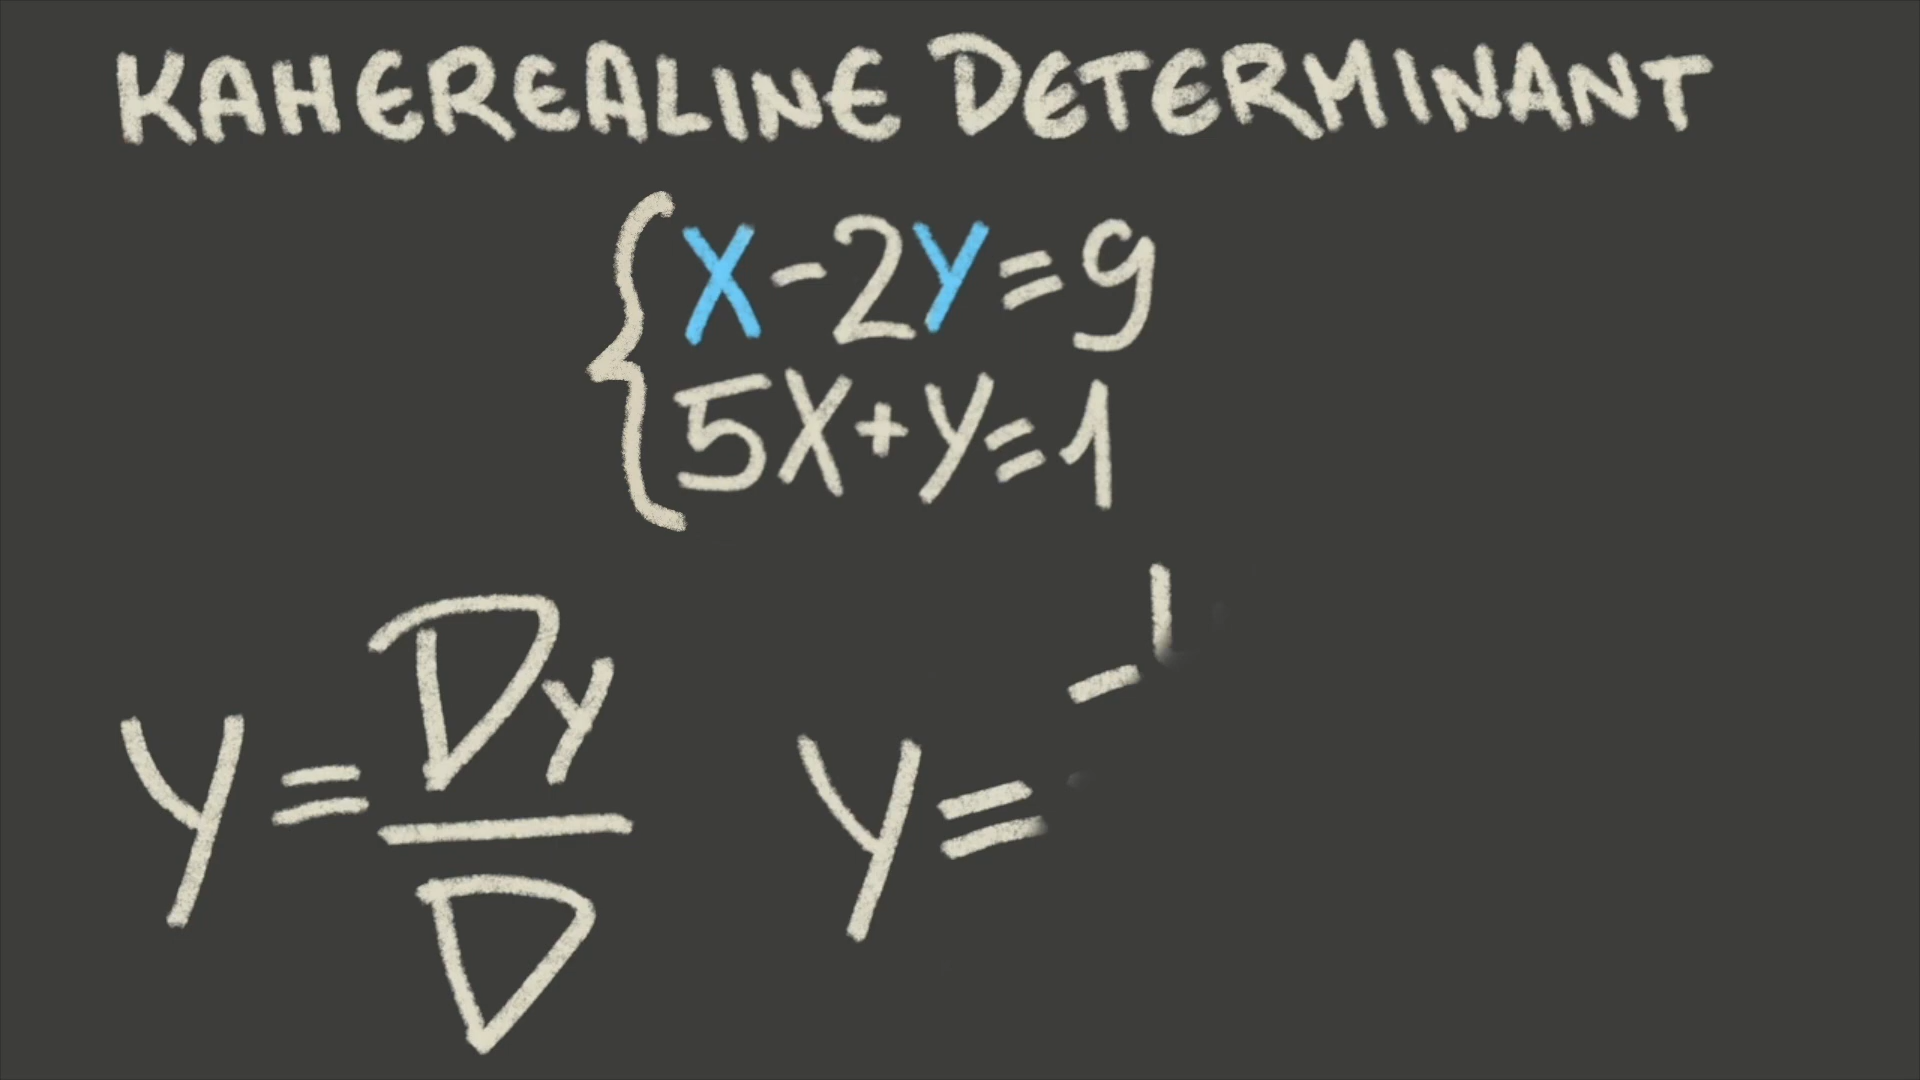 KAHEREALINE DETERMINANT
X-2Y=9
5X+Y=1
Y=Dy/D Y=-